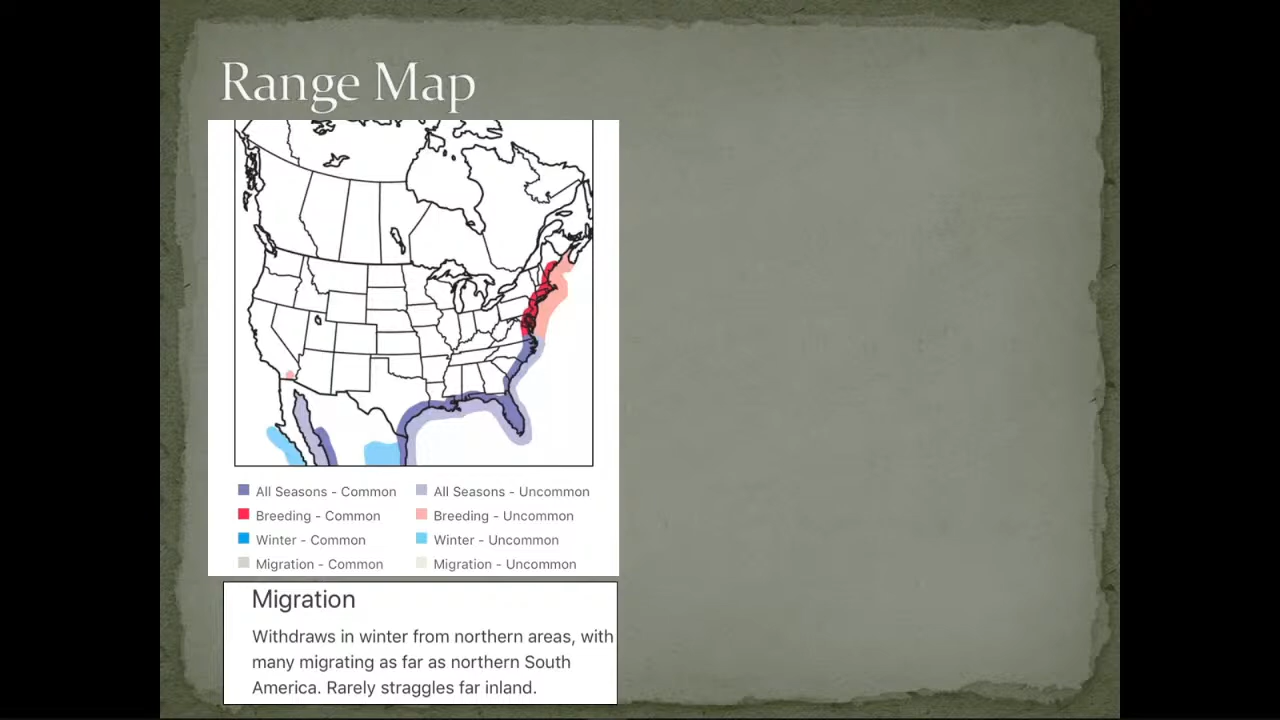 Range Map
All Seasons - Common
All Seasons - Uncommon
Breeding - Common
Breeding - Uncommon
Winter - Common
Winter - Uncommon
Migration - Common
Migration - Uncommon
Migration
Withdraws in winter from northern areas, with
many migrating as far as northern South
America. Rarely straggles far inland.